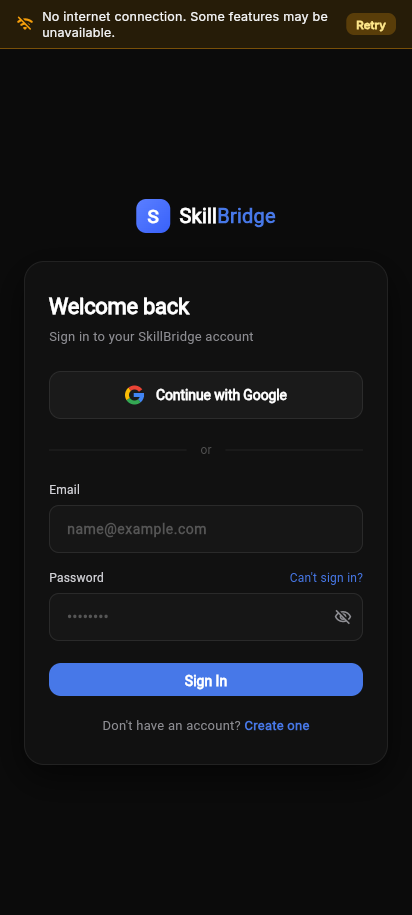 No internet connection. Some features may be
unavailable.
Retry
S
SkillBridge
Welcome back
Sign in to your SkillBridge account
Continue with Google
or
Email
name@example.com
Password
Can't sign in?
••••••••
Sign In
Don't have an account? Create one